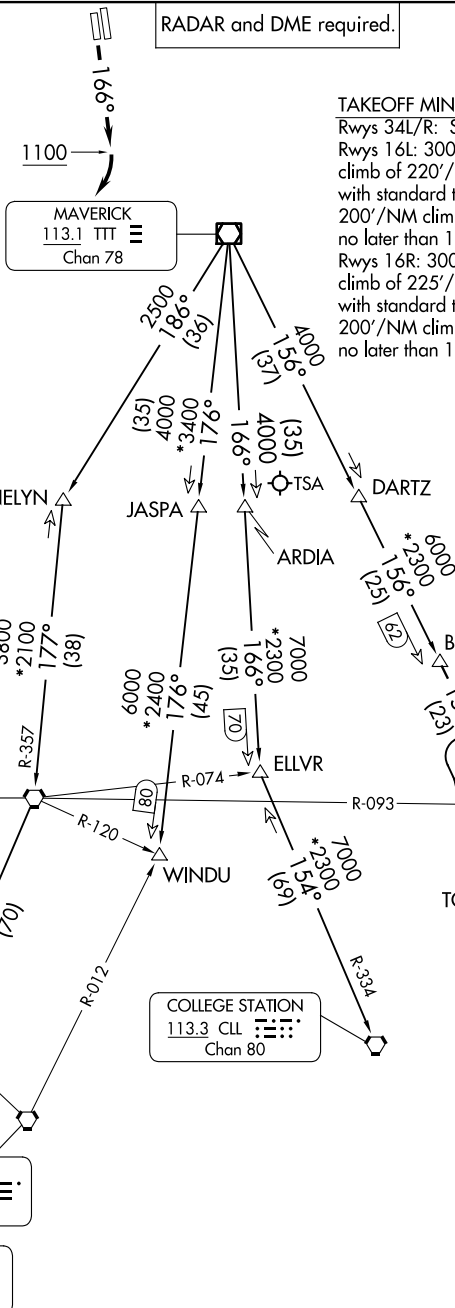 RADAR and DME required.
166°
1100
TAKEOFF MIN
Rwys 34L/R: S
Rwys 16L: 300
climb of 220'/
with standard t
200'/NM clim
no later than 1
Rwys 16R: 300
climb of 225'/
with standard t
200'/NM clim
no later than 1
MAVERICK
113.1 TTT
Chan 78
2500
186°
(36)
(35)
4000
*3400
176°
(35)
4000
166°
4000
156°
(37)
ELYN
JASPA
TSA
ARDIA
DARTZ
3800
*2100
177°
(38)
6000
*2400
176°
(45)
7000
*2300
166°
(35)
6000
*2300
156°
(25)
62
B
(23)
R-357
80
70
R-074
ELLVR
R-093
R-120
WINDU
7000
*2300
154°
(69)
TO
(70)
R-012
R-334
COLLEGE STATION
113.3 CLL
Chan 80